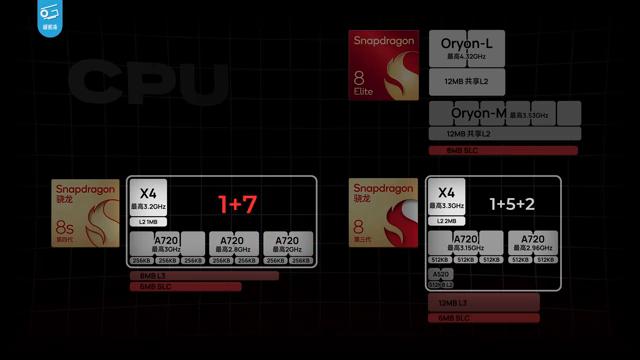 CPU
Snapdragon
8
Elite
Oryon-L
最高4.32GHz
12MB 共享L2
Oryon-M 最高3.53GHz
12MB 共享L2
8MB SLC
Snapdragon
骁龙
8s
第四代
X4
最高3.2GHz
L2 1MB
1+7
A720
最高3GHz
A720
最高2.8GHz
A720
最高2GHz
256KB 256KB 256KB 256KB 256KB 256KB 256KB
8MB L3
6MB SLC
Snapdragon
骁龙
8
第三代
X4
最高3.3GHz
L2 2MB
1+5+2
A720
最高3.15GHz
A720
最高2.96GHz
512KB 512KB 512KB 512KB 512KB
A520
512KB L2
12MB L3
6MB SLC